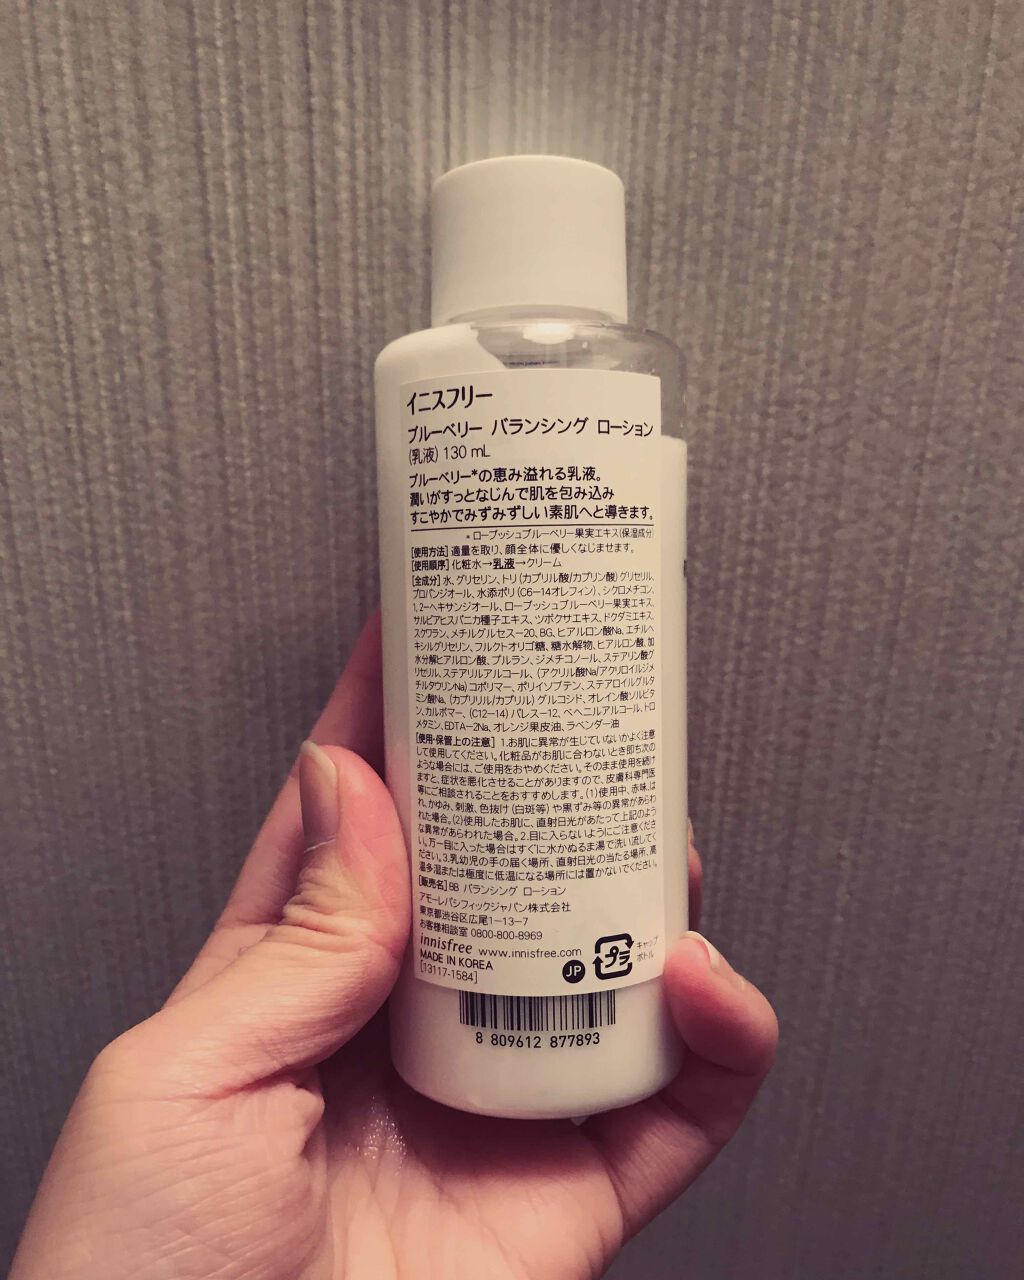 イニスフリー
ブルーベリー バランシング ローション
(乳液) 130 mL
ブルーベリー*の恵み溢れる乳液。
潤いがすっとなじんで肌を包み込み
すこやかでみずみずしい素肌へと導きます。
* ローブッシュブルーベリー果実エキス(保湿成分)
[使用方法] 適量を取り、顔全体に優しくなじませます。
[使用順序] 化粧水→乳液→クリーム
[全成分] 水、グリセリン、トリ(カプリル酸/カプリン酸)グリセリル、
プロパンジオール、水添ポリ(C6-14オレフィン)、シクロメチコン、
1,2-ヘキサンジオール、ローブッシュブルーベリー果実エキス、
サルビアヒスパニカ種子エキス、ツボクサエキス、ドクダミエキス、
スクワラン、メチルグルセス-20、BG、ヒアルロン酸Na、エチルヘ
キシルグリセリン、フルクトオリゴ糖、糖水解物、ヒアルロン酸、加
水分解ヒアルロン酸、プルラン、ジメチコノール、ステアリン酸グ
リセリル、ステアリルアルコール、(アクリル酸Na/アクリロイルジメ
チルタウリンNa)コポリマー、ポリイソブテン、ステアロイルグルタ
ミン酸Na、(カプリリル/カプリル)グルコシド、オレイン酸ソルビタ
ン、カルボマー、(C12-14)パレス-12、ベヘニルアルコール、トロ
メタミン、EDTA-2Na、オレンジ果皮油、ラベンダー油
[使用・保管上の注意] 1.お肌に異常が生じていないかよく注意
して使用してください。化粧品がお肌に合わないとき即ち次の
ような場合には、ご使用をおやめください。そのまま使用を続け
ますと、症状を悪化させることがありますので、皮膚科専門医
等にご相談されることをおすすめします。(1)使用中、赤味、は
れ、かゆみ、刺激、色抜け(白斑等)や黒ずみ等の異常があらわ
れた場合。(2)使用したお肌に、直射日光があたって上記のよう
な異常があらわれた場合。2.目に入らないようにご注意くださ
い。万一目に入った場合はすぐに水かぬるま湯で洗い流してく
ださい。3.乳幼児の手の届く場所、直射日光の当たる場所、高
温多湿または極度に低温になる場所には置かないでください。
[販売名] BB バランシング ローション
アモーレパシフィックジャパン株式会社
東京都渋谷区広尾1-13-7
お客様相談室 0800-800-8969
innisfree www.innisfree.com
MADE IN KOREA
[13117-1584]
JP
プラ
キャップ
ボトル
8 809612 877893